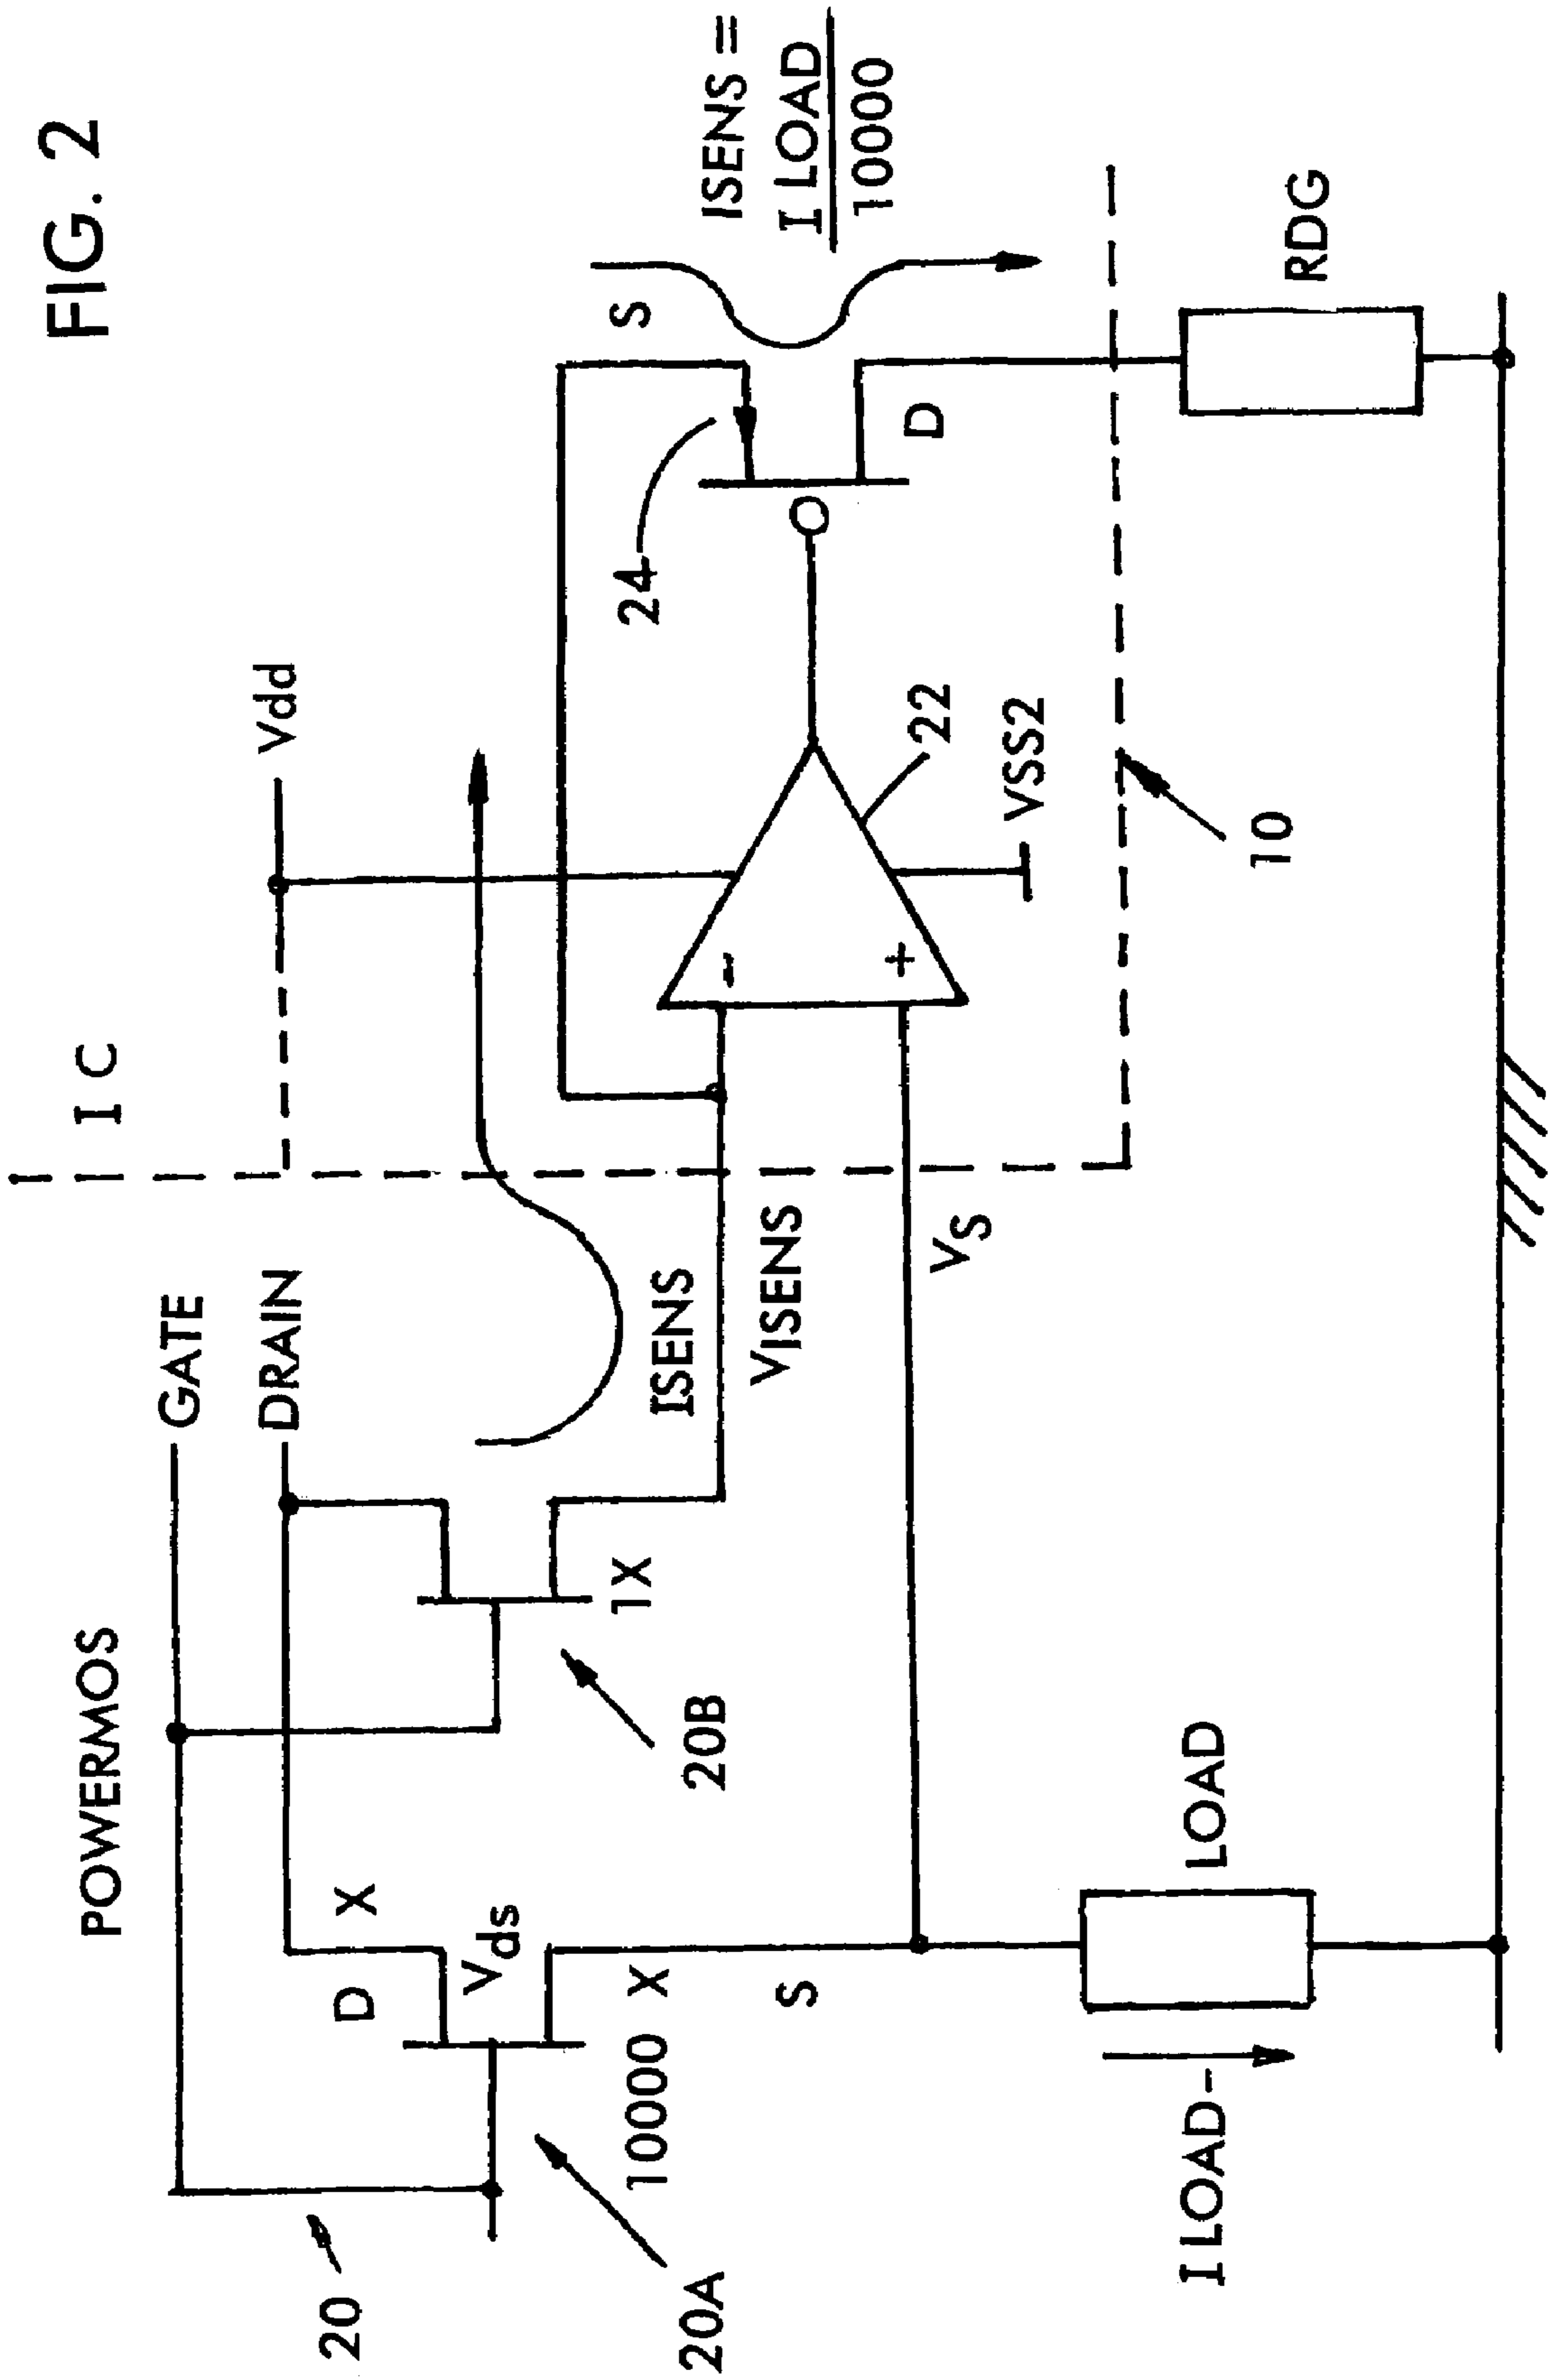 FIG. 2
POWERMOS
I C
GATE
DRAIN
Vdd
20
D X
Vds
10000 X
S
20A
20B
1X
ISENS
VISENS
VS
-
+
22
VSS2
24
S
D
O
ISENS =
I LOAD
10000
10
RDG
LOAD
I LOAD-